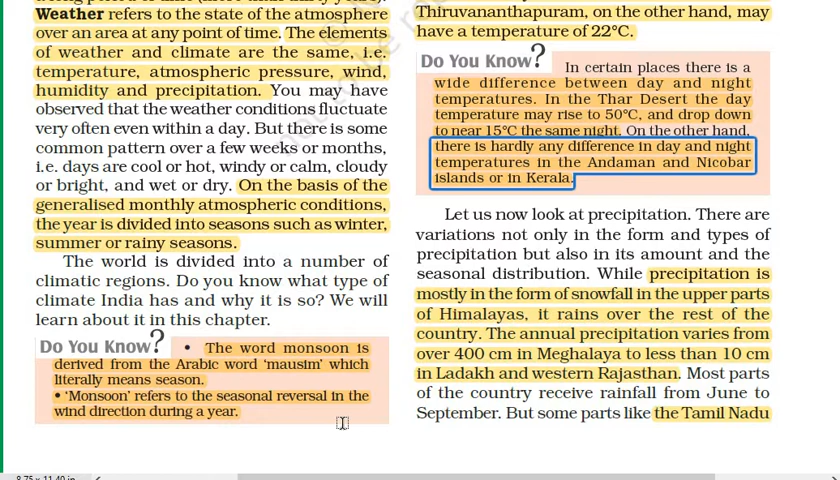 Weather refers to the state of the atmosphere
over an area at any point of time. The elements
of weather and climate are the same, i.e.
temperature, atmospheric pressure, wind,
humidity and precipitation. You may have
observed that the weather conditions fluctuate
very often even within a day. But there is some
common pattern over a few weeks or months,
i.e. days are cool or hot, windy or calm, cloudy
or bright, and wet or dry. On the basis of the
generalised monthly atmospheric conditions,
the year is divided into seasons such as winter,
summer or rainy seasons.
The world is divided into a number of
climatic regions. Do you know what type of
climate India has and why it is so? We will
learn about it in this chapter.
Do You Know? • The word monsoon is
derived from the Arabic word ‘mausim’ which
literally means season.
• ‘Monsoon’ refers to the seasonal reversal in the
wind direction during a year.
Thiruvananthapuram, on the other hand, may
have a temperature of 22°C.
Do You Know? In certain places there is a
wide difference between day and night
temperatures. In the Thar Desert the day
temperature may rise to 50°C, and drop down
to near 15°C the same night. On the other hand,
there is hardly any difference in day and night
temperatures in the Andaman and Nicobar
islands or in Kerala.
Let us now look at precipitation. There are
variations not only in the form and types of
precipitation but also in its amount and the
seasonal distribution. While precipitation is
mostly in the form of snowfall in the upper parts
of Himalayas, it rains over the rest of the
country. The annual precipitation varies from
over 400 cm in Meghalaya to less than 10 cm
in Ladakh and western Rajasthan. Most parts
of the country receive rainfall from June to
September. But some parts like the Tamil Nadu
8.75 x 11.40 in